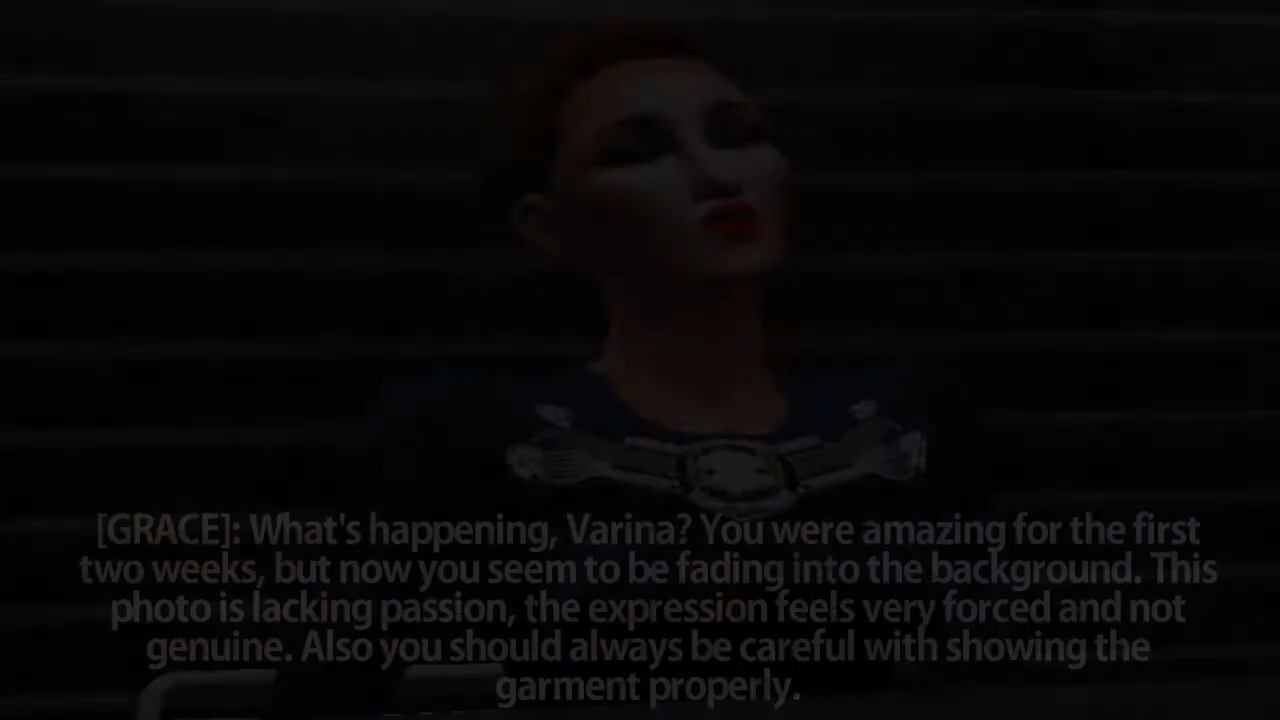 [GRACE]: What's happening, Varina? You were amazing for the first
two weeks, but now you seem to be fading into the background. This
photo is lacking passion, the expression feels very forced and not
genuine. Also you should always be careful with showing the
garment properly.